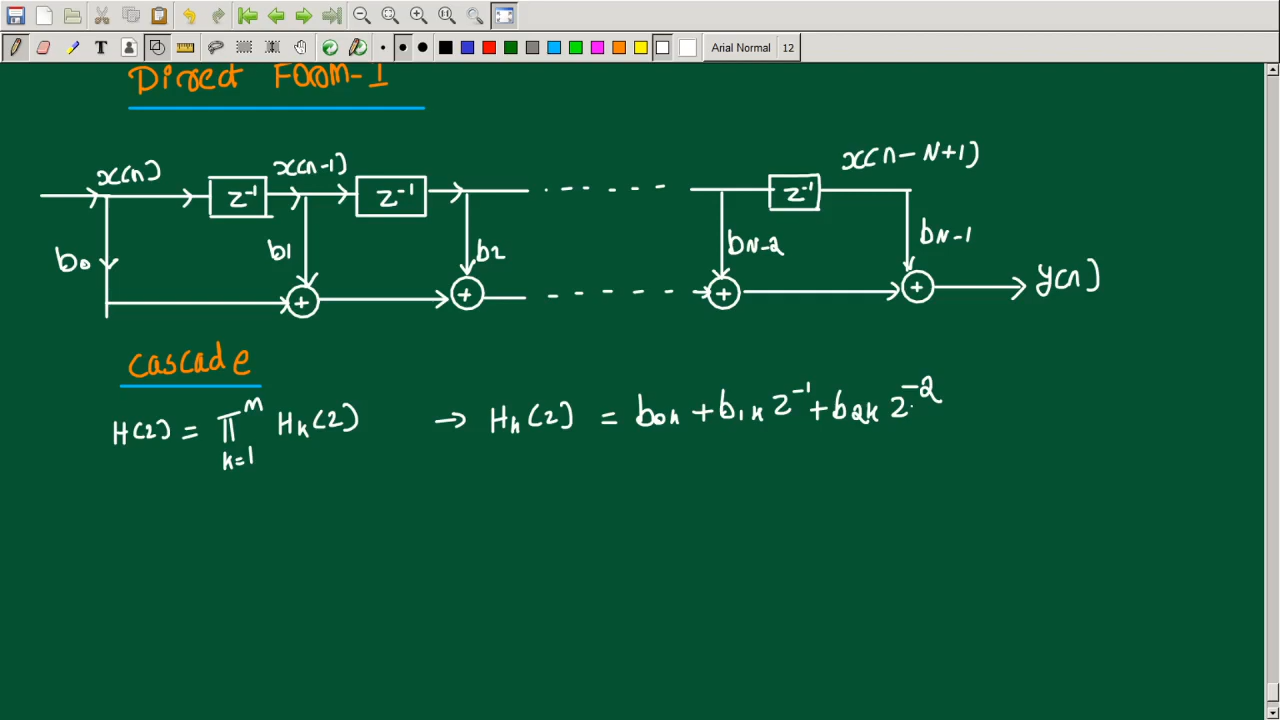 T
Arial Normal
12
Direct Form-I
x(n)
x(n-1)
x(n-N+1)
z⁻¹
z⁻¹
z⁻¹
b0
b1
b2
bN-2
bN-1
+
+
+
+
y(n)
Cascade
H(z) = ∏ᵐₖ₌₁ Hₖ(z) → Hₖ(z) = b₀ₖ + b₁ₖ z⁻¹ + b₂ₖ z⁻²